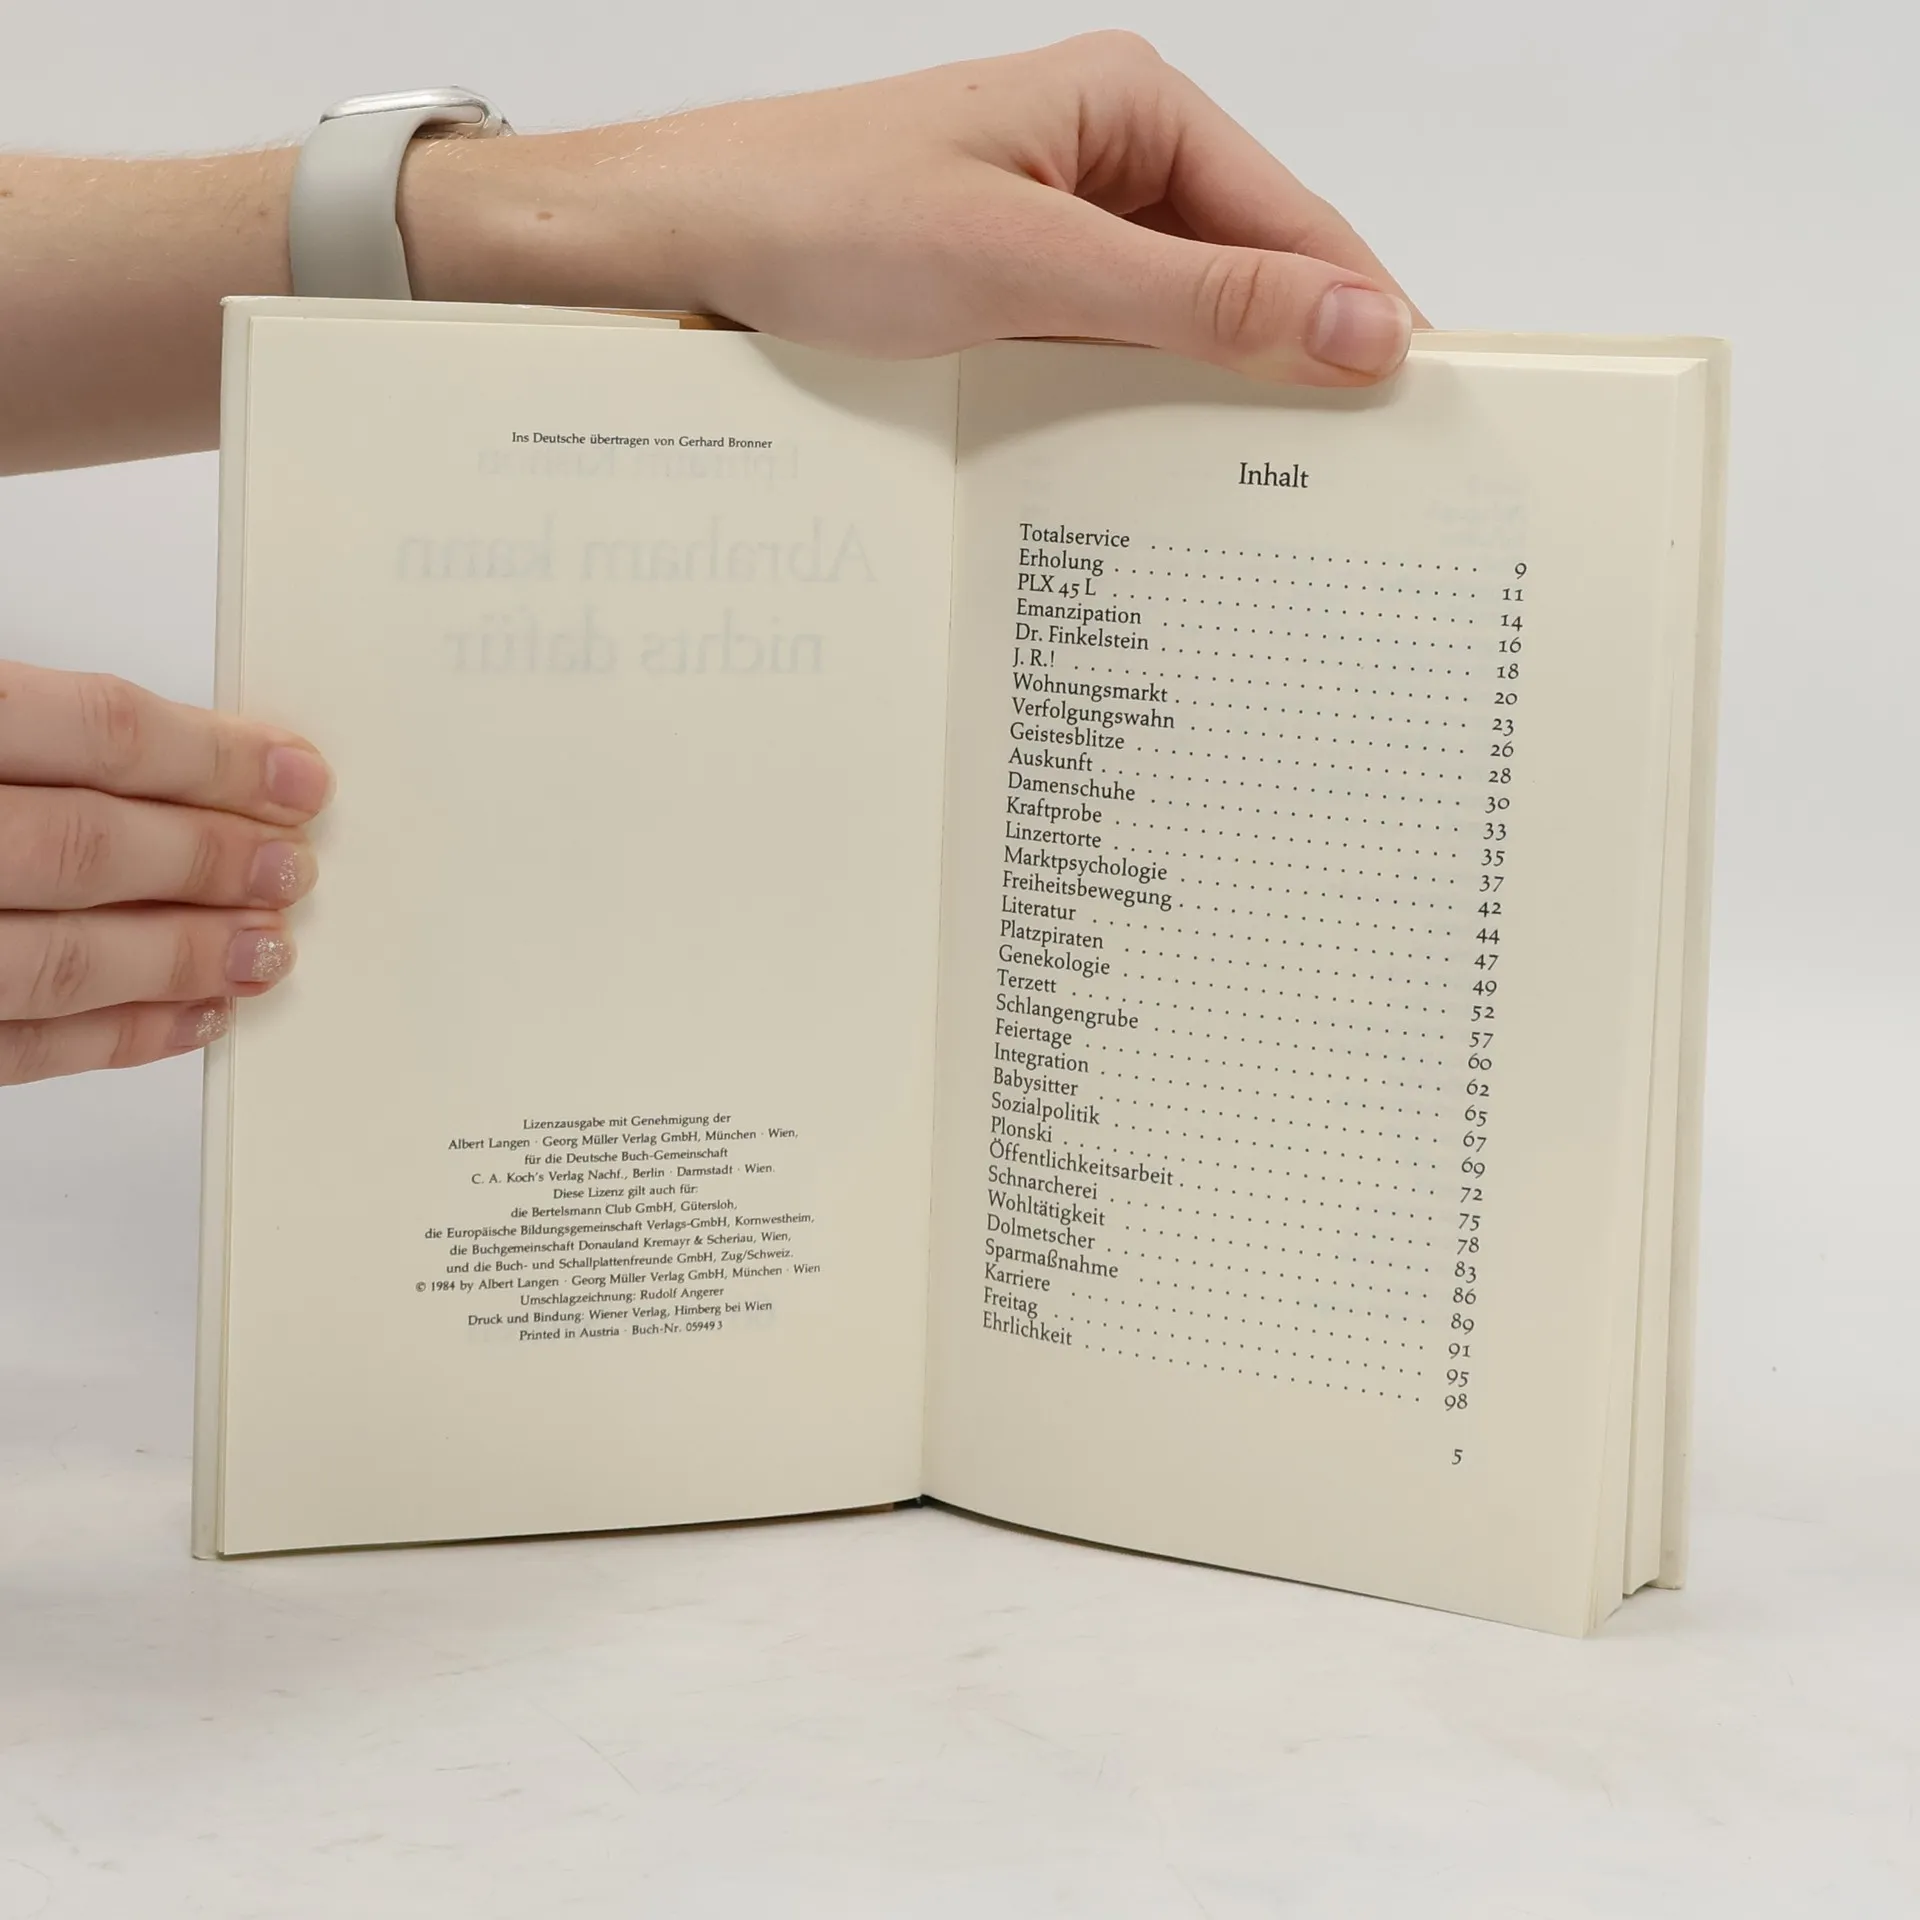 Ins Deutsche übertragen von Gerhard Bronner
Lizenzausgabe mit Genehmigung der
Albert Langen · Georg Müller Verlag GmbH, München · Wien,
für die Deutsche Buch-Gemeinschaft
C. A. Koch's Verlag Nachf., Berlin · Darmstadt · Wien.
Diese Lizenz gilt auch für:
die Bertelsmann Club GmbH, Gütersloh,
die Europäische Bildungsgemeinschaft Verlags-GmbH, Kornwestheim,
die Buchgemeinschaft Donauland Kremayr & Scheriau, Wien,
und die Buch- und Schallplattenfreunde GmbH, Zug/Schweiz.
© 1984 by Albert Langen · Georg Müller Verlag GmbH, München · Wien
Umschlagzeichnung: Rudolf Angerer
Druck und Bindung: Wiener Verlag, Himberg bei Wien
Printed in Austria · Buch-Nr. 05949 3
Inhalt
Totalservice . . . . . . . . . . 9
Erholung . . . . . . . . . . 11
PLX 45 L . . . . . . . . . . 14
Emanzipation . . . . . . . . . . 16
Dr. Finkelstein . . . . . . . . . . 18
J. R.! . . . . . . . . . . 20
Wohnungsmarkt . . . . . . . . . . 23
Verfolgungswahn . . . . . . . . . . 26
Geistesblitze . . . . . . . . . . 28
Auskunft . . . . . . . . . . 30
Damenschuhe . . . . . . . . . . 33
Kraftprobe . . . . . . . . . . 35
Linzertorte . . . . . . . . . . 37
Marktpsychologie . . . . . . . . . . 42
Freiheitsbewegung . . . . . . . . . . 44
Literatur . . . . . . . . . . 47
Platzpiraten . . . . . . . . . . 49
Genekologie . . . . . . . . . . 52
Terzett . . . . . . . . . . 57
Schlangengrube . . . . . . . . . . 60
Feiertage . . . . . . . . . . 62
Integration . . . . . . . . . . 65
Babysitter . . . . . . . . . . 67
Sozialpolitik . . . . . . . . . . 69
Plonski . . . . . . . . . . 72
Öffentlichkeitsarbeit . . . . . . . . . . 75
Schnarcherei . . . . . . . . . . 78
Wohltätigkeit . . . . . . . . . . 83
Dolmetscher . . . . . . . . . . 86
Sparmaßnahme . . . . . . . . . . 89
Karriere . . . . . . . . . . 91
Freitag . . . . . . . . . . 95
Ehrlichkeit . . . . . . . . . . 98
5